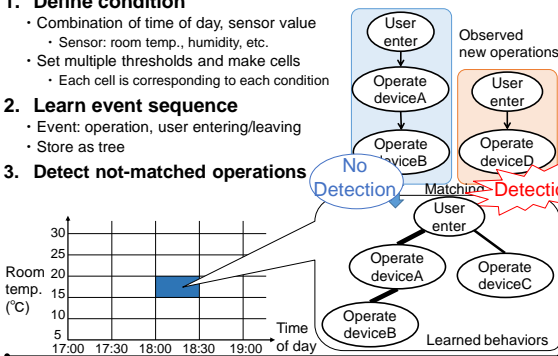 1. Define condition
・Combination of time of day, sensor value
・Sensor: room temp., humidity, etc.
・Set multiple thresholds and make cells
・Each cell is corresponding to each condition
2. Learn event sequence
・Event: operation, user entering/leaving
・Store as tree
3. Detect not-matched operations
User
enter
Operate
deviceA
Operate
deviceB
Observed
new operations
User
enter
Operate
deviceD
No
Detection
Matching
Detectio
User
enter
Operate
deviceA
Operate
deviceC
Operate
deviceB
Learned behaviors
Room
temp.
(℃)
30
25
20
15
10
5
17:00 17:30 18:00 18:30 19:00
Time
of day